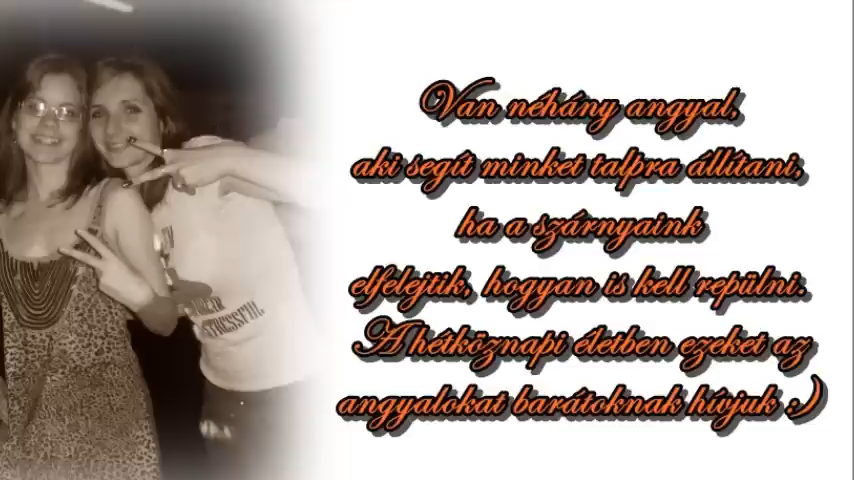 Van néhány angyal,
aki segít minket talpra állítani,
ha a szárnyaink
elfelejtik, hogyan is kell repülni.
A hétköznapi életben ezeket az
angyalokat barátoknak hívjuk :)
STRESSFUL